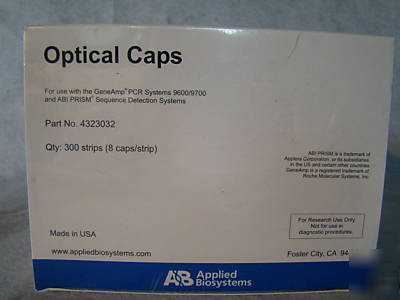 Optical Caps
For use with the GeneAmp® PCR Systems 9600/9700
and ABI PRISM® Sequence Detection Systems
Part No. 4323032
Qty: 300 strips (8 caps/strip)
ABI PRISM is a trademark of
Applera Corporation, or its subsidiaries
in the US and certain other countries.
GeneAmp is a registered trademark of
Roche Molecular Systems, Inc.
For Research Use Only.
Not for use in
diagnostic procedures.
Made in USA
www.appliedbiosystems.com
Foster City, CA 94
AB Applied
Biosystems